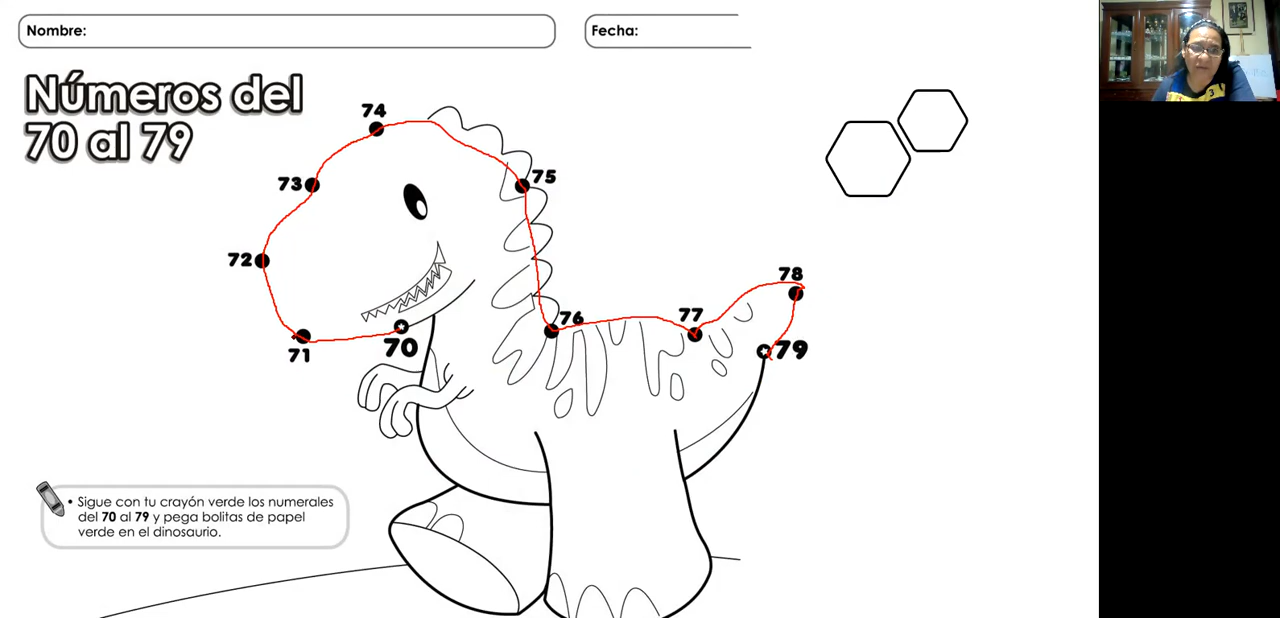 Nombre:
Fecha:
Números del
70 al 79
74
73
75
72
78
76
77
71
70
79
• Sigue con tu crayón verde los numerales
del 70 al 79 y pega bolitas de papel
verde en el dinosaurio.
3